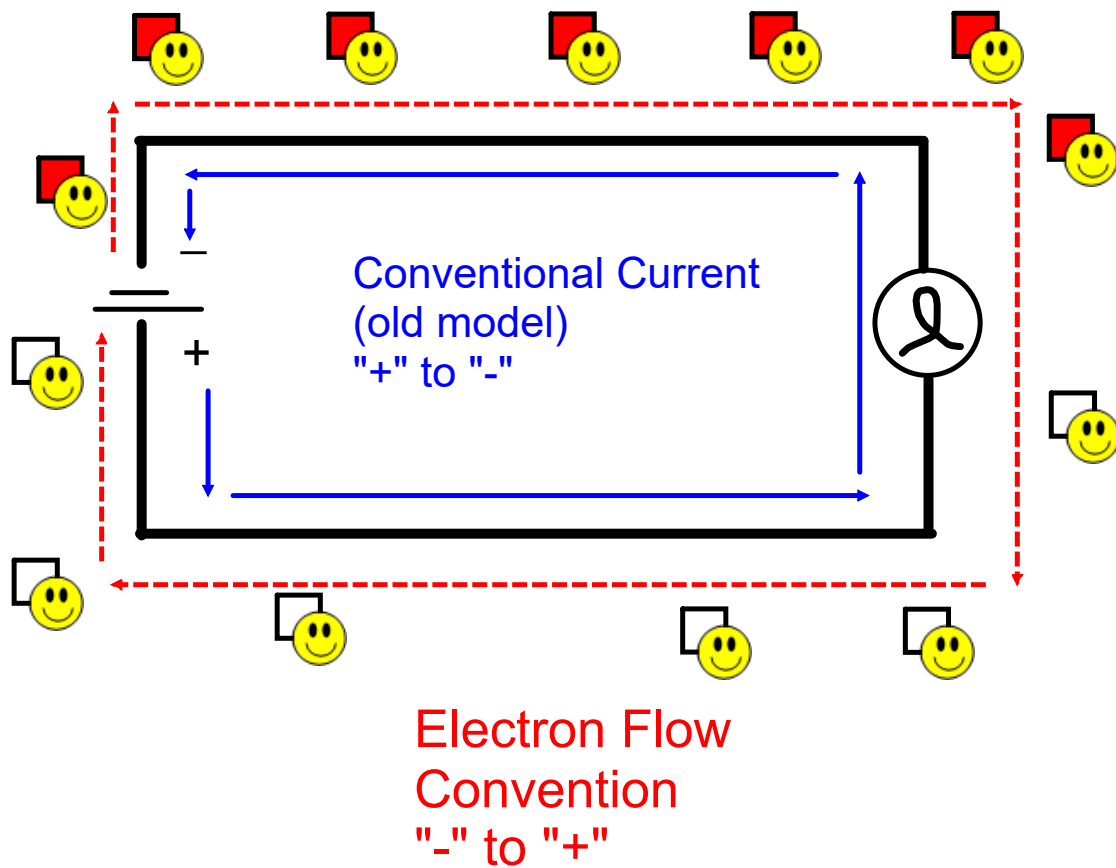 –
Conventional Current
(old model)
"+" to "-"
+
Electron Flow
Convention
"-" to "+"